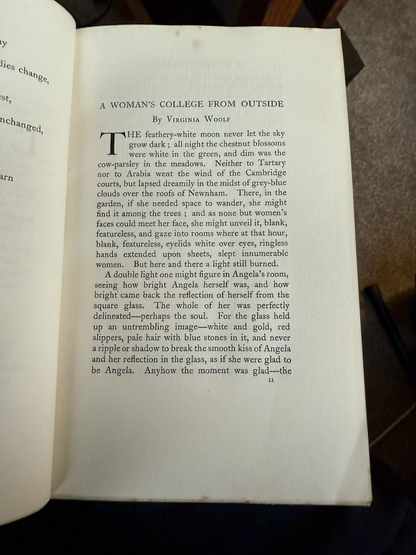 ay
dies change,
est,
nchanged,
arn
A WOMAN'S COLLEGE FROM OUTSIDE
By Virginia Woolf
THE feathery-white moon never let the sky
grow dark ; all night the chestnut blossoms
were white in the green, and dim was the
cow-parsley in the meadows. Neither to Tartary
nor to Arabia went the wind of the Cambridge
courts, but lapsed dreamily in the midst of grey-blue
clouds over the roofs of Newnham. There, in the
garden, if she needed space to wander, she might
find it among the trees ; and as none but women's
faces could meet her face, she might unveil it, blank,
featureless, and gaze into rooms where at that hour,
blank, featureless, eyelids white over eyes, ringless
hands extended upon sheets, slept innumerable
women. But here and there a light still burned.
A double light one might figure in Angela's room,
seeing how bright Angela herself was, and how
bright came back the reflection of herself from the
square glass. The whole of her was perfectly
delineated—perhaps the soul. For the glass held
up an untrembling image—white and gold, red
slippers, pale hair with blue stones in it, and never
a ripple or shadow to break the smooth kiss of Angela
and her reflection in the glass, as if she were glad to
be Angela. Anyhow the moment was glad—the
11